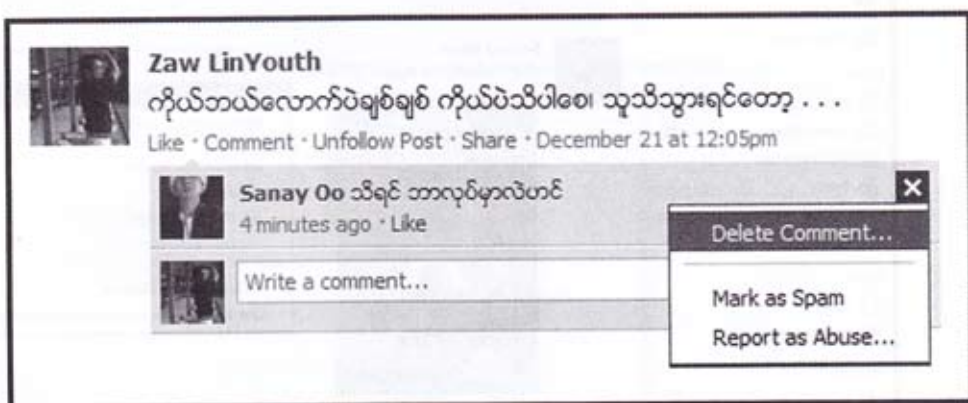 Zaw LinYouth
ကိုယ်ဘယ်လောက်ပဲချစ်ချစ် ကိုယ်ပဲသိပါစေ၊ သူသိသွားရင်တော့ . . .
Like · Comment · Unfollow Post · Share · December 21 at 12:05pm
Sanay Oo သိရင် ဘာလုပ်မှာလဲဟင်
4 minutes ago · Like
Write a comment...
X
Delete Comment...
Mark as Spam
Report as Abuse...